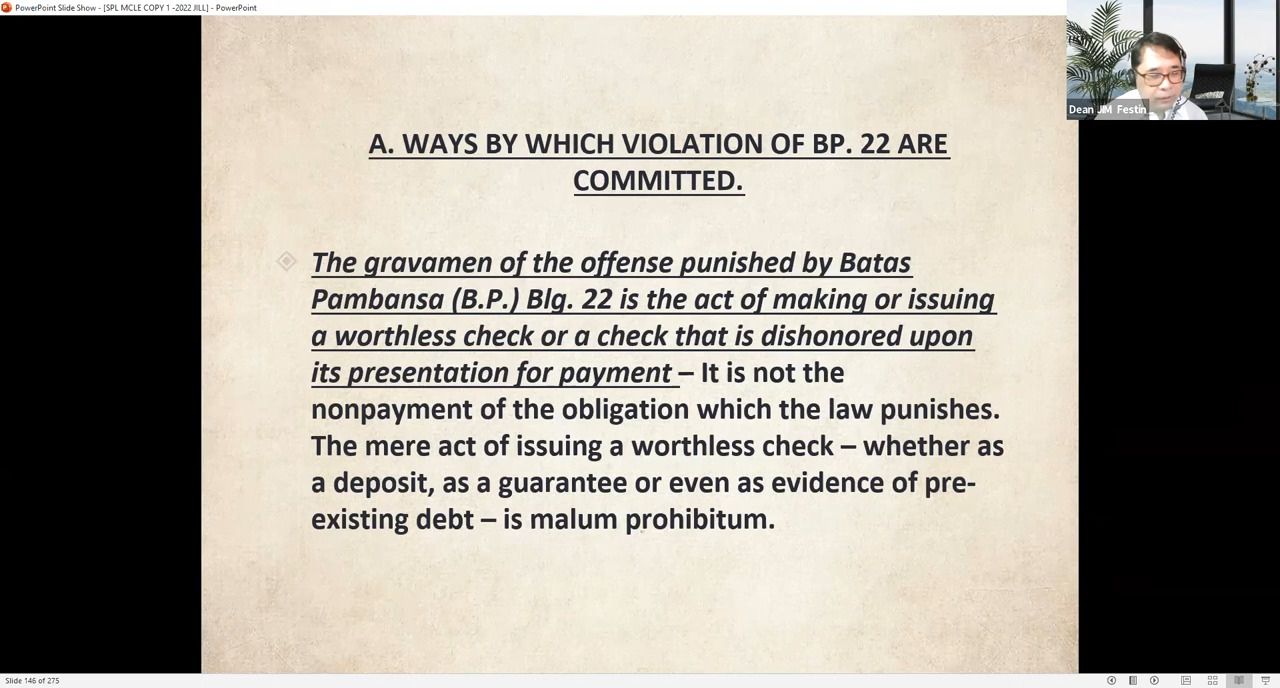 PowerPoint Slide Show - [SPL MCLE COPY 1 -2022 JILL] - PowerPoint
Dean JIM Festin
A. WAYS BY WHICH VIOLATION OF BP. 22 ARE
COMMITTED.
The gravamen of the offense punished by Batas
Pambansa (B.P.) Blg. 22 is the act of making or issuing
a worthless check or a check that is dishonored upon
its presentation for payment – It is not the
nonpayment of the obligation which the law punishes.
The mere act of issuing a worthless check – whether as
a deposit, as a guarantee or even as evidence of pre-
existing debt – is malum prohibitum.
Slide 146 of 275